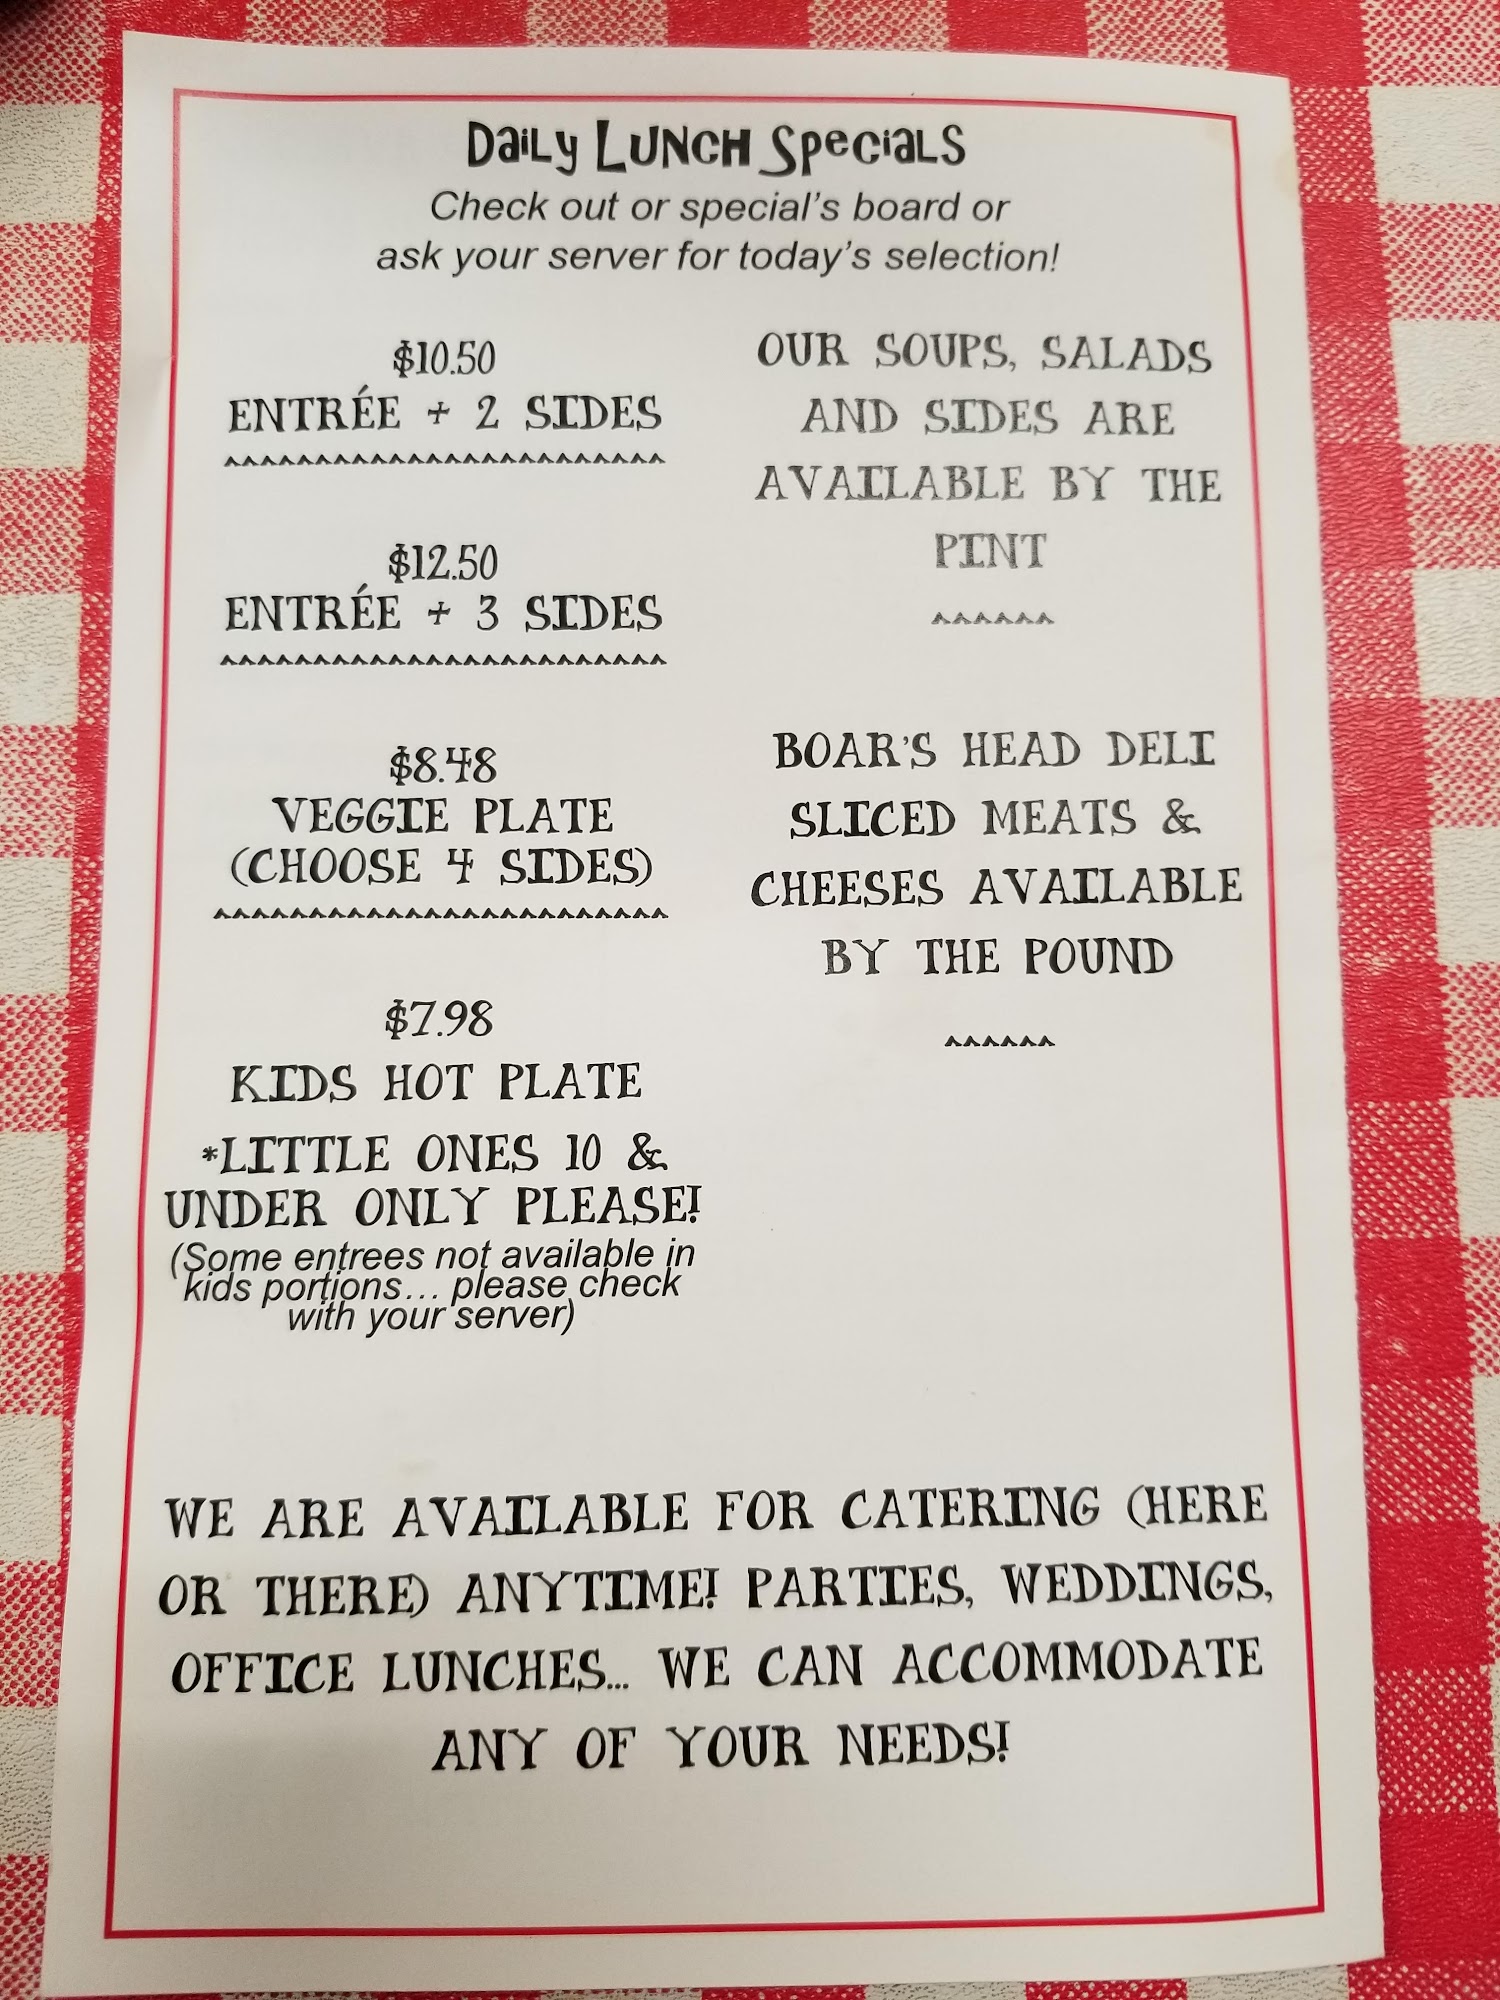 Daily Lunch Specials
Check out or special's board or
ask your server for today's selection!
$10.50
ENTRÉE + 2 SIDES
^^^^^^^^^^^^^^^^^^^^^^^^
$12.50
ENTRÉE + 3 SIDES
^^^^^^^^^^^^^^^^^^^^^^^^
$8.48
VEGGIE PLATE
(CHOOSE 4 SIDES)
^^^^^^^^^^^^^^^^^^^^^^^^
$7.98
KIDS HOT PLATE
*LITTLE ONES 10 &
UNDER ONLY PLEASE!
(Some entrees not available in
kids portions... please check
with your server)
OUR SOUPS, SALADS
AND SIDES ARE
AVAILABLE BY THE
PINT
^^^^^^
BOAR'S HEAD DELI
SLICED MEATS &
CHEESES AVAILABLE
BY THE POUND
^^^^^^
WE ARE AVAILABLE FOR CATERING (HERE
OR THERE) ANYTIME! PARTIES, WEDDINGS,
OFFICE LUNCHES... WE CAN ACCOMMODATE
ANY OF YOUR NEEDS!